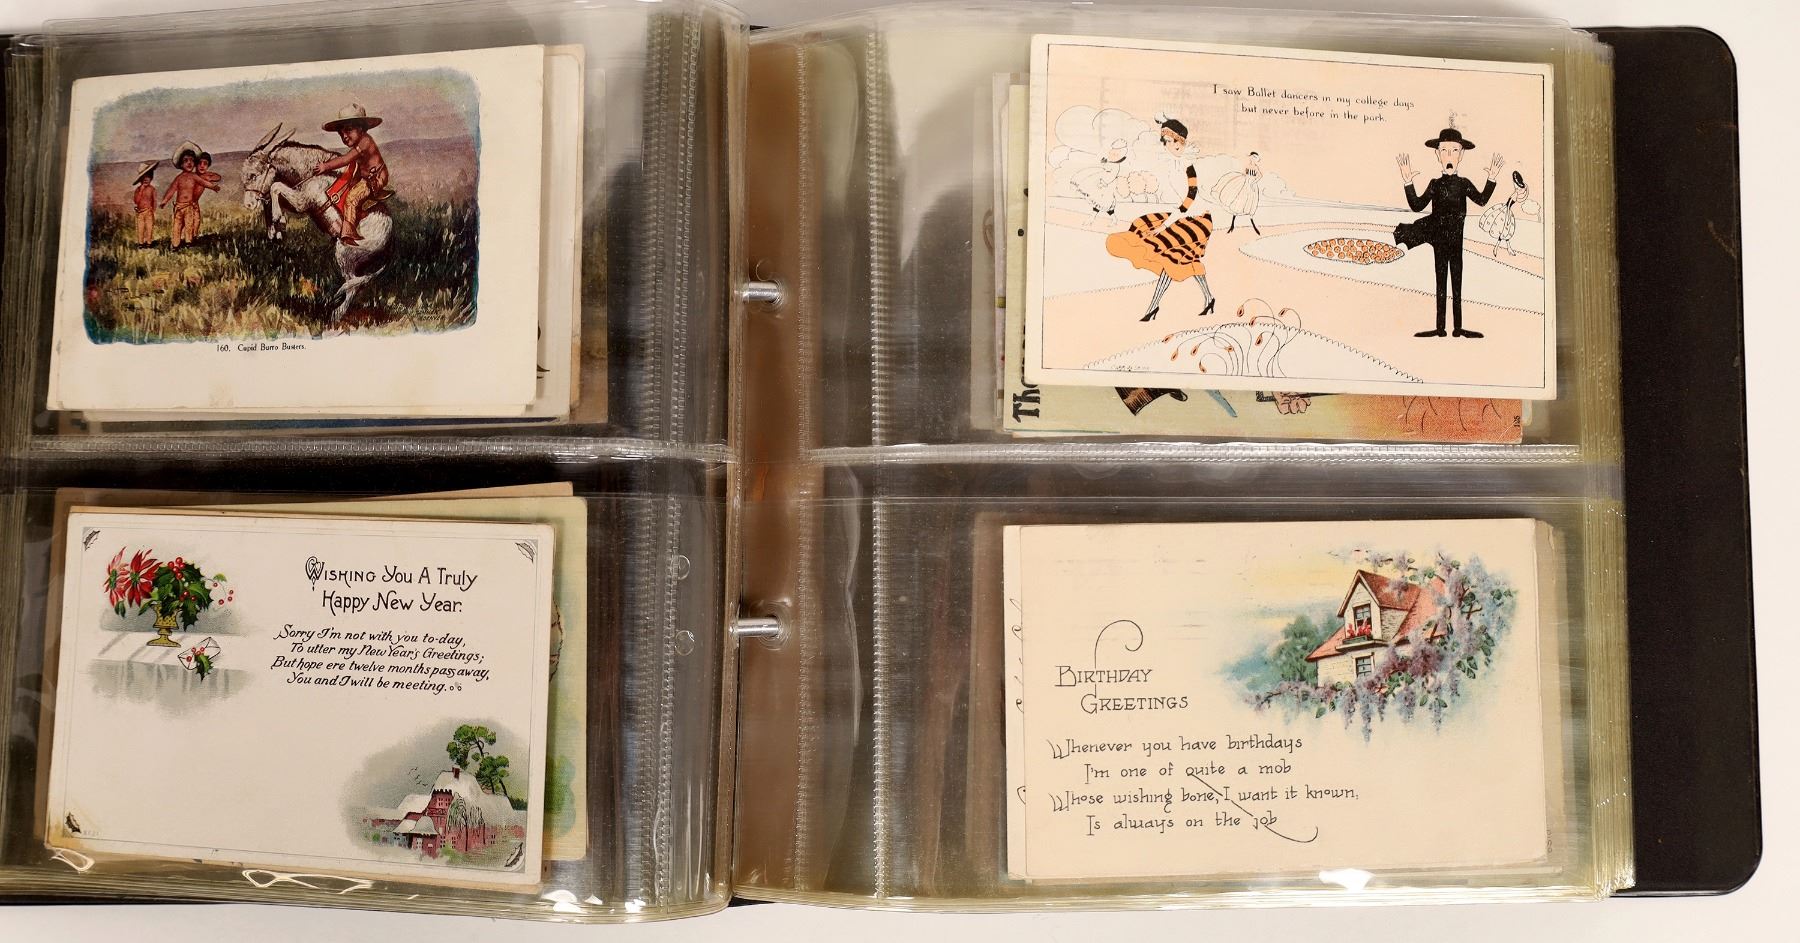 160. Cupid Burro Busters.
Wishing You A Truly
Happy New Year.
Sorry I'm not with you to-day,
To utter my New Year's Greetings;
But hope ere twelve months pass away,
You and I will be meeting.
I saw Ballet dancers in my college days
but never before in the park.
Th
Birthday
Greetings
Whenever you have birthdays
I'm one of quite a mob
Whose wishing bone, I want it known,
Is always on the job